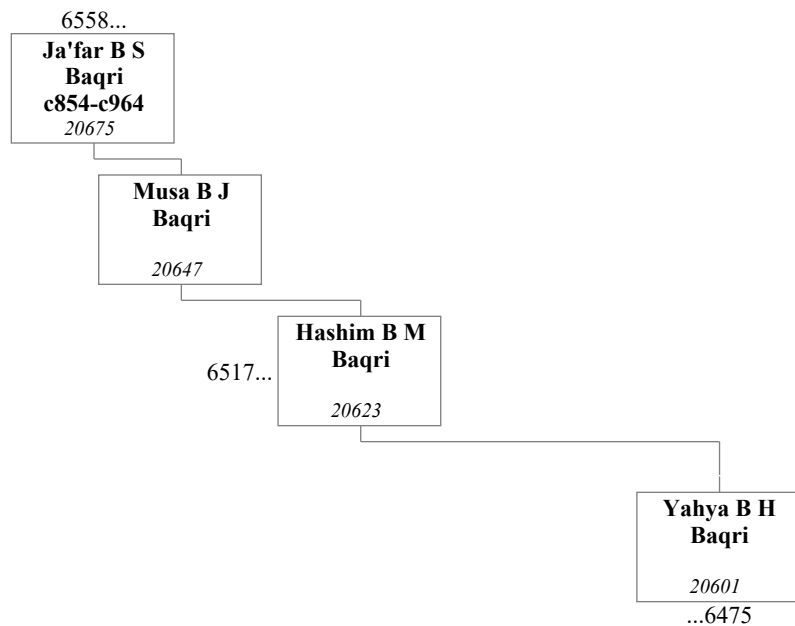 6558...
Ja'far B S
Baqri
c854-c964
20675
Musa B J
Baqri
20647
Hashim B M
Baqri
6517...
20623
Yahya B H
Baqri
20601
...6475